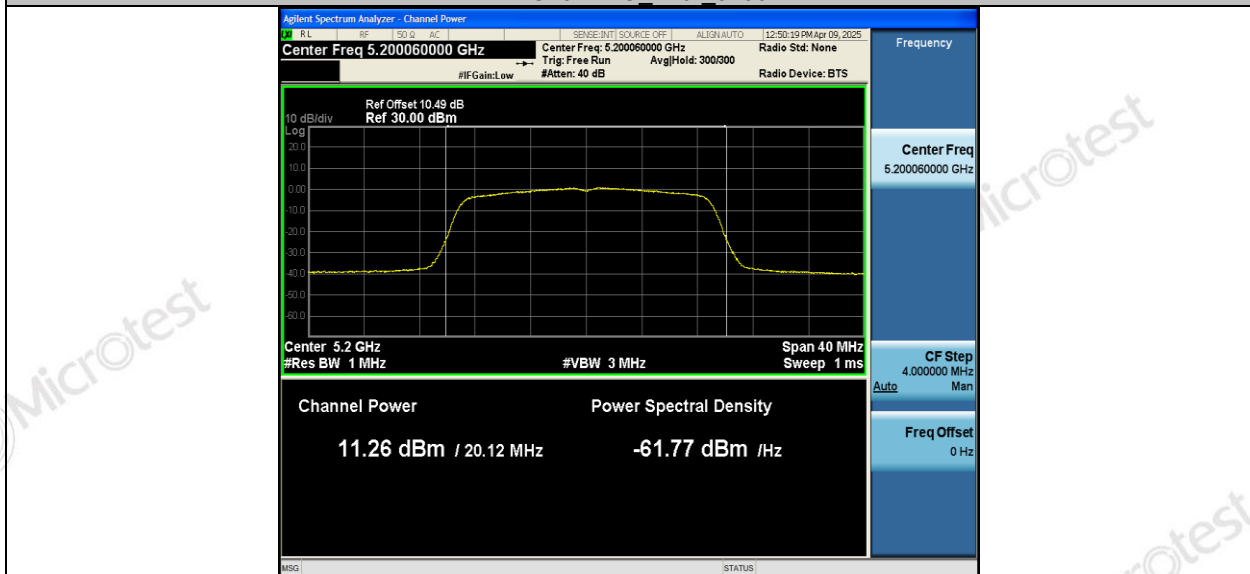 Agilent Spectrum Analyzer - Channel Power
LXI RL RF 50 Ω AC SENSE:INT SOURCE OFF ALIGN AUTO 12:50:19 PM Apr 09, 2025
Center Freq 5.200060000 GHz
Center Freq: 5.200060000 GHz Radio Std: None
Trig: Free Run Avg|Hold: 300/300
#IFGain:Low #Atten: 40 dB Radio Device: BTS
Ref Offset 10.49 dB
10 dB/div Ref 30.00 dBm
Log
20.0
10.0
0.00
-10.0
-20.0
-30.0
-40.0
-50.0
-60.0
Center 5.2 GHz Span 40 MHz
#Res BW 1 MHz #VBW 3 MHz Sweep 1 ms
Channel Power Power Spectral Density
11.26 dBm / 20.12 MHz -61.77 dBm /Hz
MSG STATUS
Frequency
Center Freq
5.200060000 GHz
CF Step
4.000000 MHz
Auto Man
Freq Offset
0 Hz
Microtest
icrotest
otest